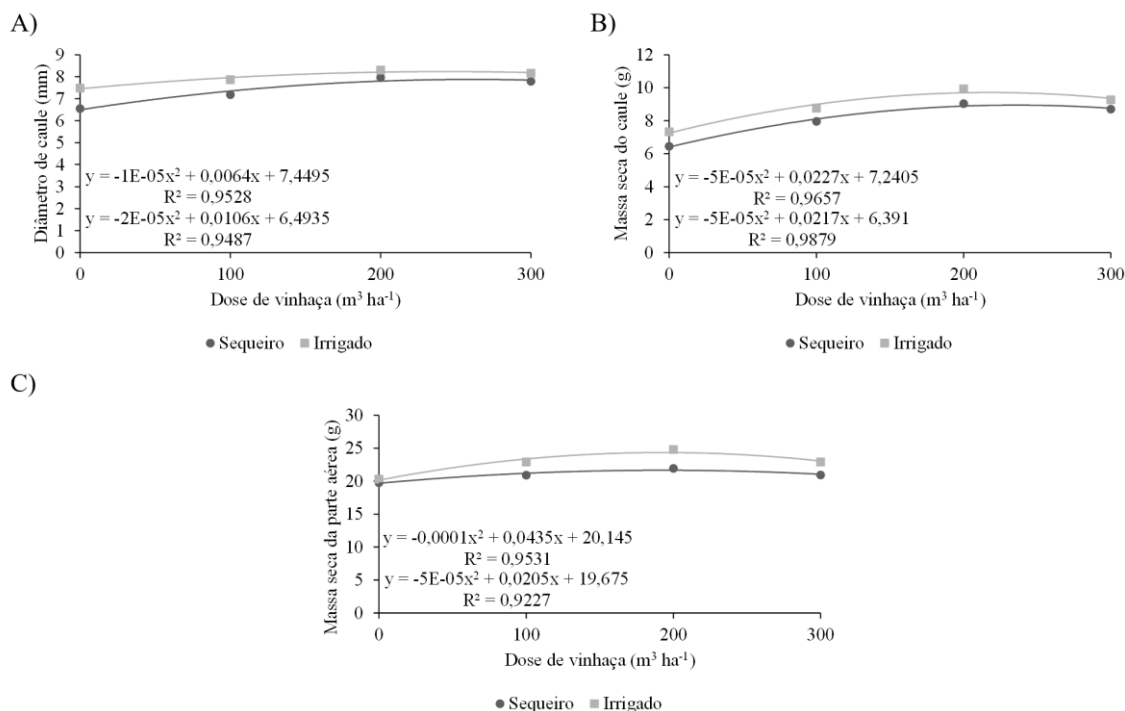 A)
Diâmetro de caule (mm)
9
8
7
6
5
4
3
2
1
0
y = -1E-05x² + 0,0064x + 7,4495
R² = 0,9528
y = -2E-05x² + 0,0106x + 6,4935
R² = 0,9487
0 100 200 300
Dose de vinhaça (m³ ha⁻¹)
Sequeiro Irrigado
B)
Massa seca do caule (g)
12
10
8
6
4
2
0
y = -5E-05x² + 0,0227x + 7,2405
R² = 0,9657
y = -5E-05x² + 0,0217x + 6,391
R² = 0,9879
0 100 200 300
Dose de vinhaça (m³ ha⁻¹)
Sequeiro Irrigado
C)
Massa seca da parte aérea (g)
30
25
20
15
10
5
0
y = -0,0001x² + 0,0435x + 20,145
R² = 0,9531
y = -5E-05x² + 0,0205x + 19,675
R² = 0,9227
0 100 200 300
Dose de vinhaça (m³ ha⁻¹)
Sequeiro Irrigado